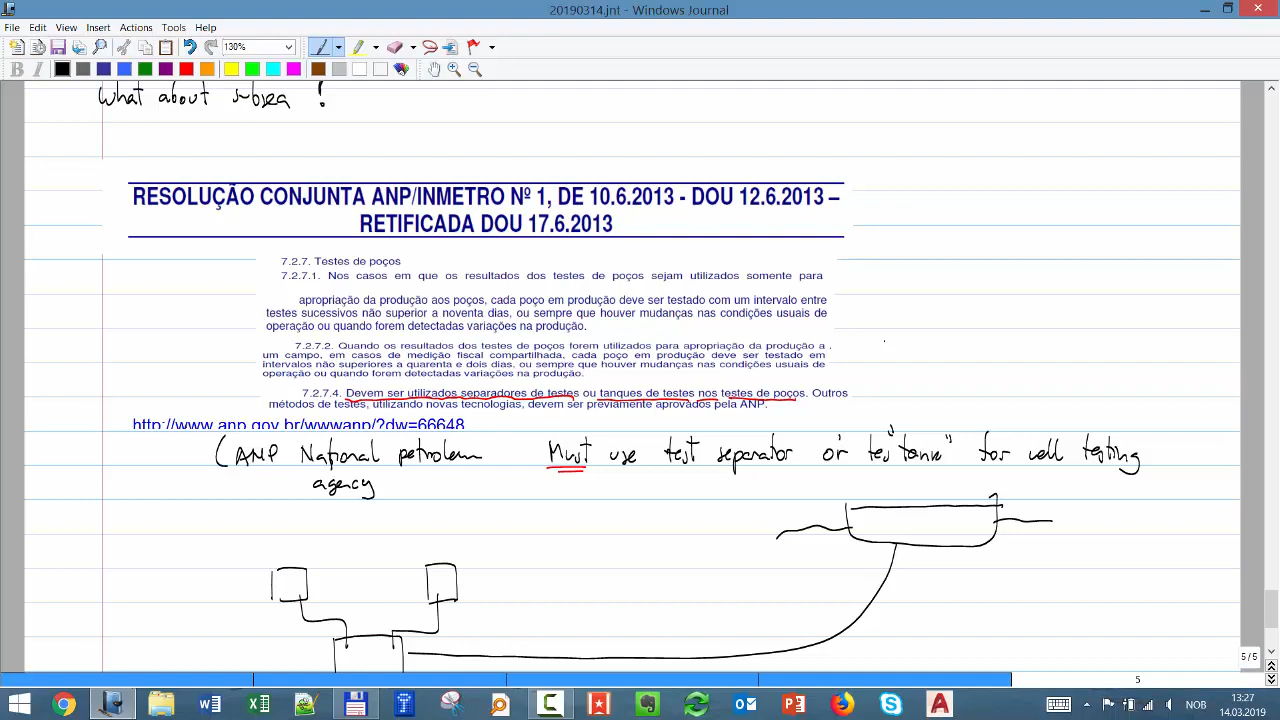 20190314.jnt - Windows Journal
File Edit View Insert Actions Tools Help
130%
B I
What about subsea ?
RESOLUÇÃO CONJUNTA ANP/INMETRO Nº 1, DE 10.6.2013 - DOU 12.6.2013 –
RETIFICADA DOU 17.6.2013
7.2.7. Testes de poços
7.2.7.1. Nos casos em que os resultados dos testes de poços sejam utilizados somente para
apropriação da produção aos poços, cada poço em produção deve ser testado com um intervalo entre
testes sucessivos não superior a noventa dias, ou sempre que houver mudanças nas condições usuais de
operação ou quando forem detectadas variações na produção.
7.2.7.2. Quando os resultados dos testes de poços forem utilizados para apropriação da produção a .
um campo, em casos de medição fiscal compartilhada, cada poço em produção deve ser testado em
intervalos não superiores a quarenta e dois dias, ou sempre que houver mudanças nas condições usuais de
operação ou quando forem detectadas variações na produção.
7.2.7.4. Devem ser utilizados separadores de testes ou tanques de testes nos testes de poços. Outros
métodos de testes, utilizando novas tecnologias, devem ser previamente aprovados pela ANP.
http://www.anp.gov.br/wwwanp/?dw=66648
(ANP National petroleum agency
Must use test separator or test "tank" for well testing
5/5
5
NOB
13:27
14.03.2019